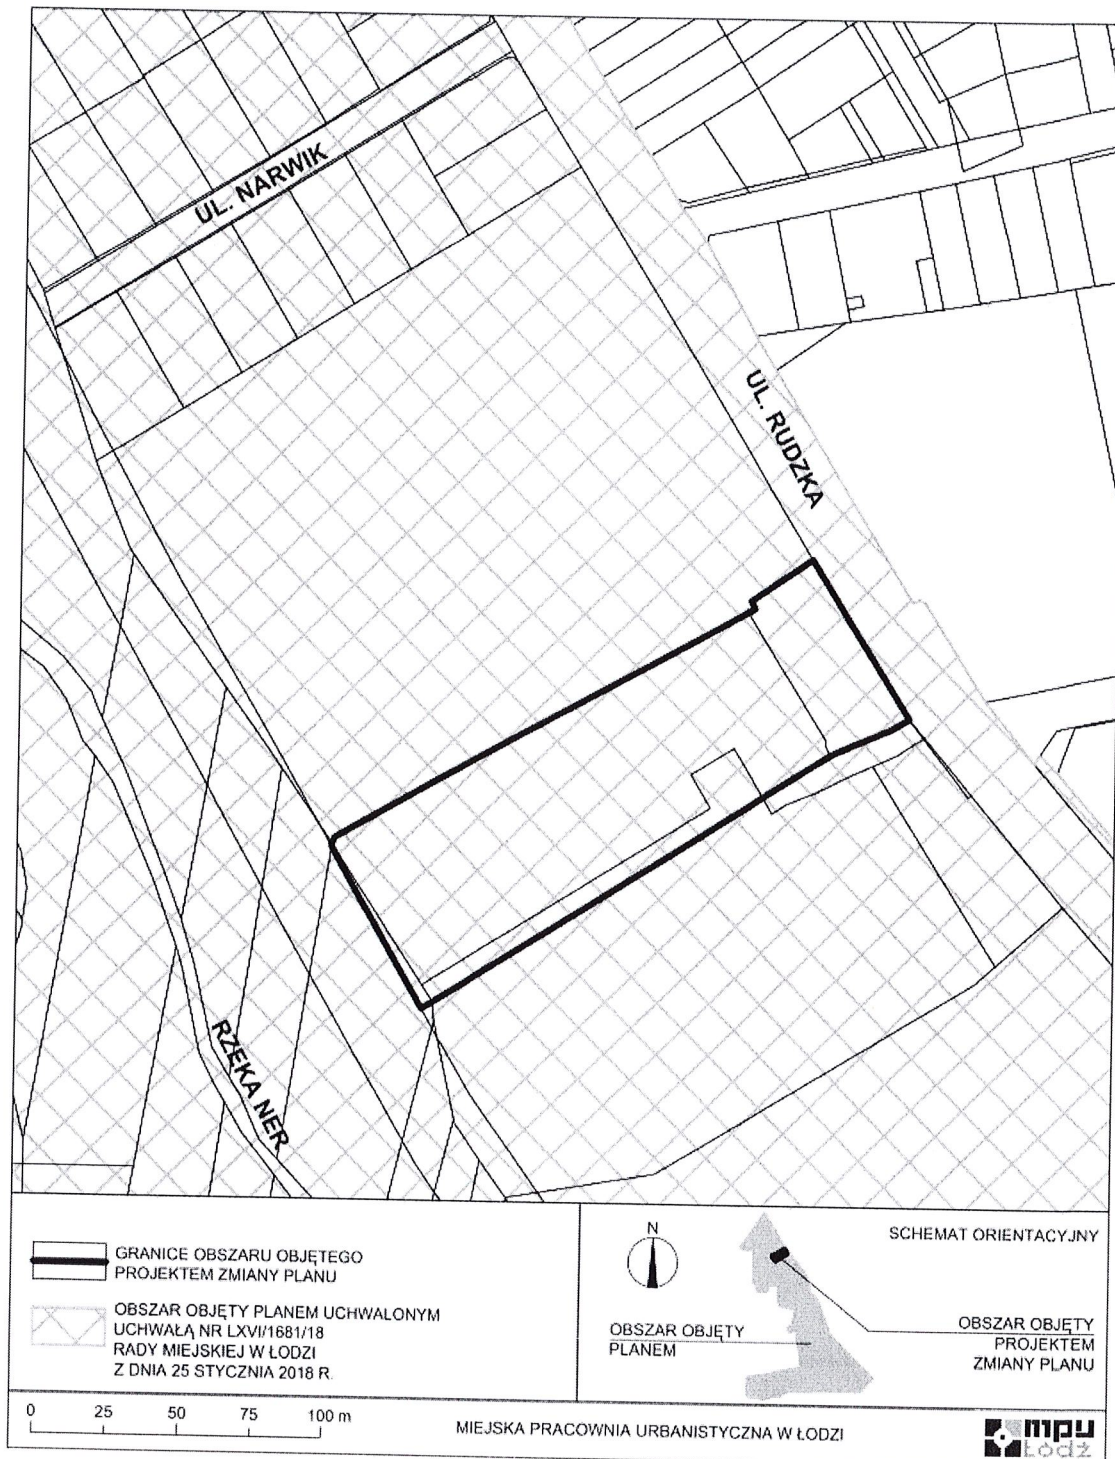 UL. NARWIK
UL. RUDZKA
RZEKA NER
GRANICE OBSZARU OBJĘTEGO
PROJEKTEM ZMIANY PLANU
OBSZAR OBJĘTY PLANEM UCHWALONYM
UCHWAŁĄ NR LXVI/1681/18
RADY MIEJSKIEJ W ŁODZI
Z DNIA 25 STYCZNIA 2018 R.
N
SCHEMAT ORIENTACYJNY
OBSZAR OBJĘTY
PLANEM
OBSZAR OBJĘTY
PROJEKTEM
ZMIANY PLANU
0 25 50 75 100 m
MIEJSKA PRACOWNIA URBANISTYCZNA W ŁODZI
mpu
Łódź